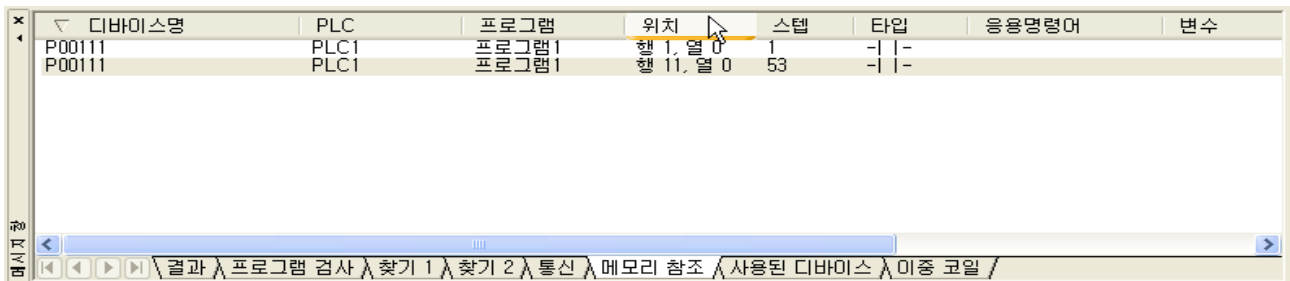 디바이스명 PLC 프로그램 위치 스텝 타입 응용명령어 변수
P00111 PLC1 프로그램1 행 1, 열 0 1 -| |-
P00111 PLC1 프로그램1 행 11, 열 0 53 -| |-
메시지 창
결과 프로그램 검사 찾기 1 찾기 2 통신 메모리 참조 사용된 디바이스 이중 코일